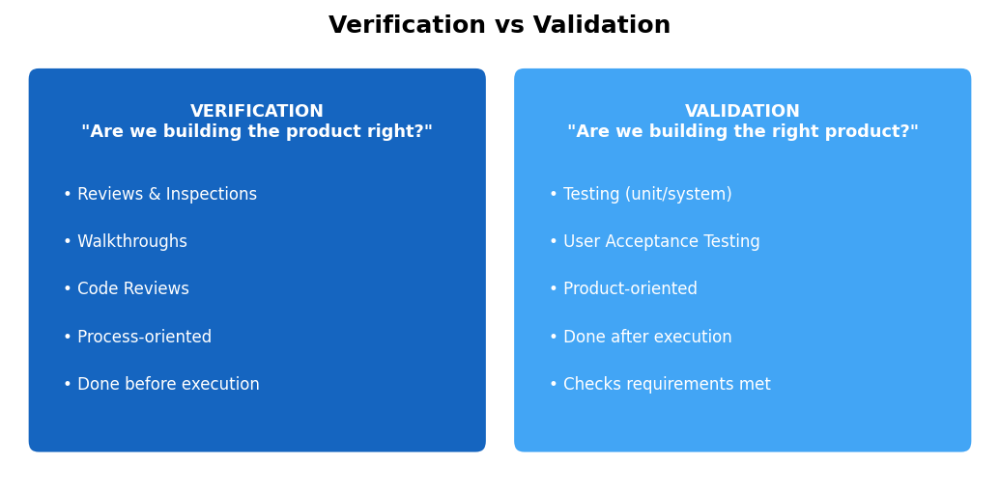 Verification vs Validation
VERIFICATION
"Are we building the product right?"
• Reviews & Inspections
• Walkthroughs
• Code Reviews
• Process-oriented
• Done before execution
VALIDATION
"Are we building the right product?"
• Testing (unit/system)
• User Acceptance Testing
• Product-oriented
• Done after execution
• Checks requirements met